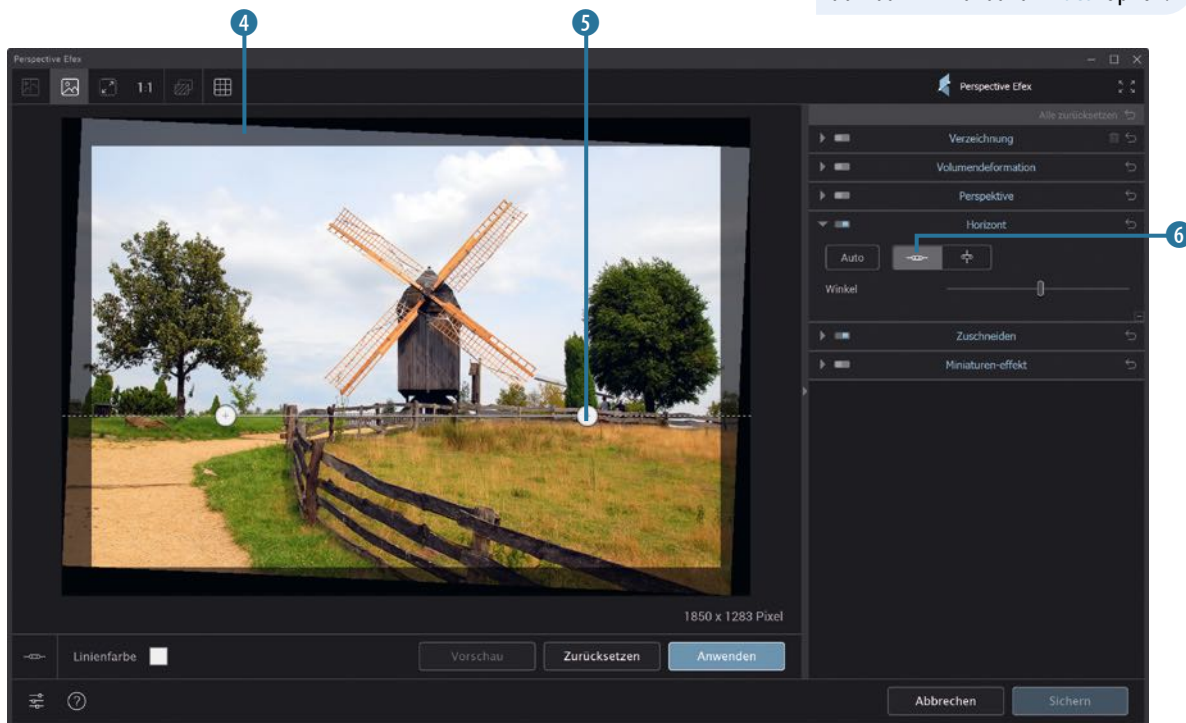 4 5
Perspective Efex
1:1
Perspective Efex
Alle zurücksetzen
Verzeichnung
Volumendeformation
Perspektive
Horizont
6
Auto
Winkel
Zuschneiden
Miniaturen-effekt
1850 x 1283 Pixel
Linienfarbe
Vorschau Zurücksetzen Anwenden
Abbrechen Sichern